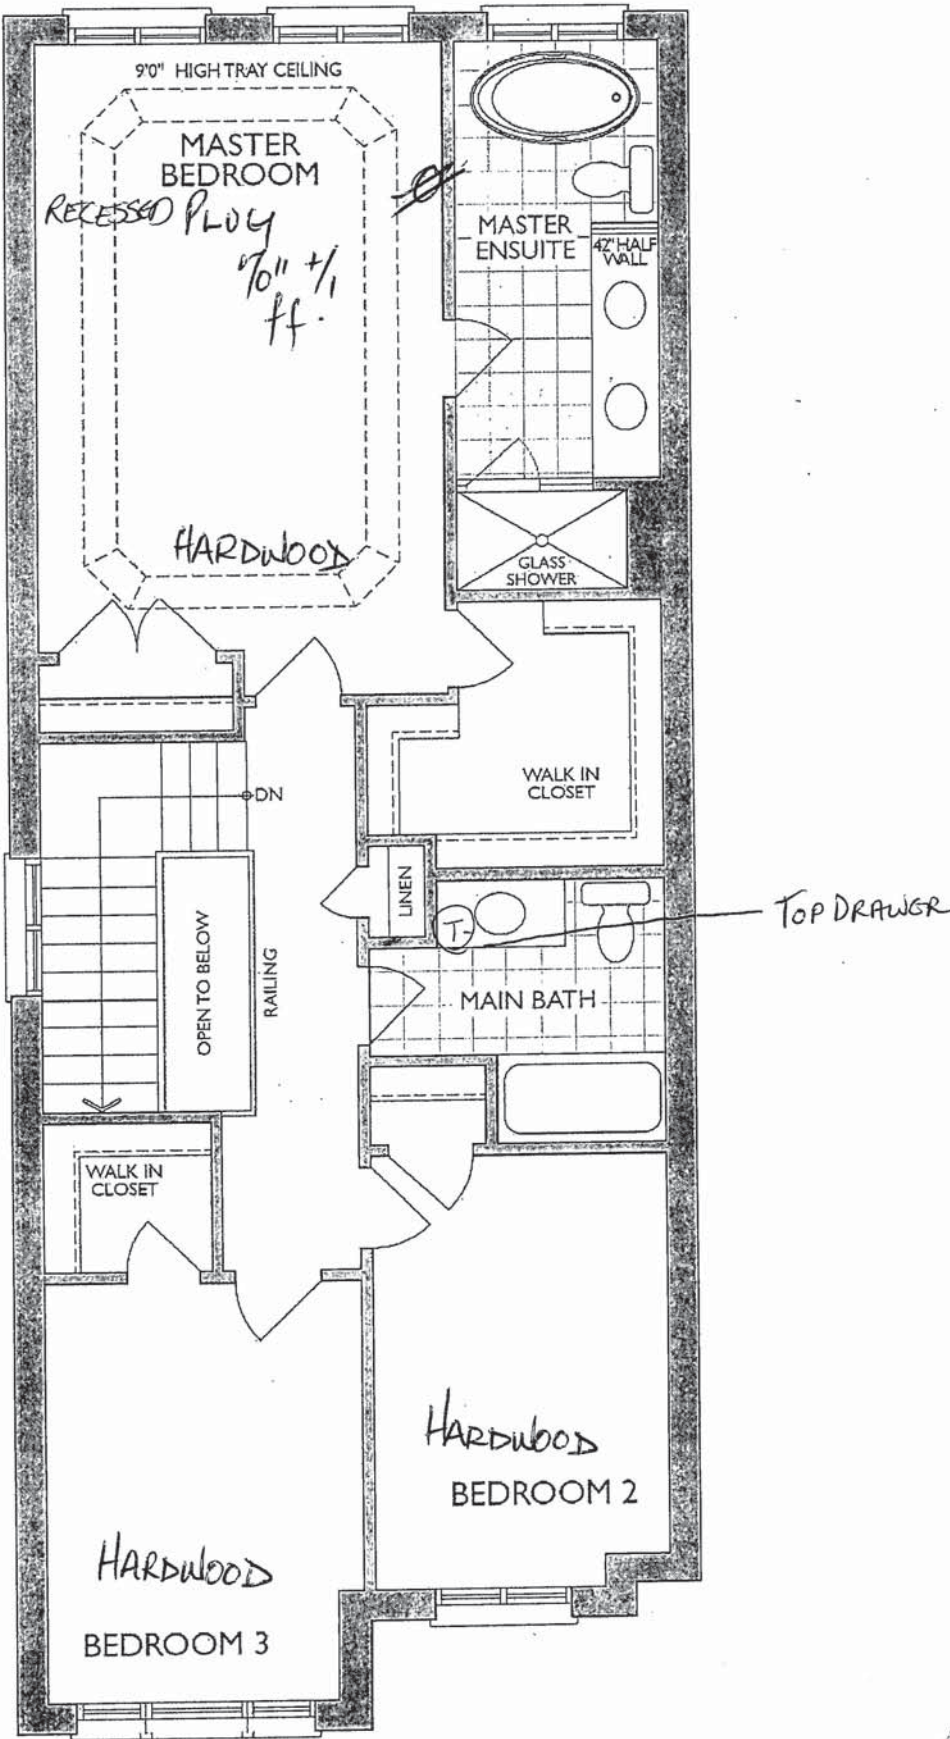 9'0" HIGH TRAY CEILING
MASTER
BEDROOM
RECESSED PLUG
ff.
HARDWOOD
MASTER
ENSUITE
42" HALF
WALL
GLASS
SHOWER
WALK IN
CLOSET
DN
LINEN
OPEN TO BELOW
RAILING
T
TOP DRAWER
MAIN BATH
WALK IN
CLOSET
HARDWOOD
BEDROOM 2
HARDWOOD
BEDROOM 3